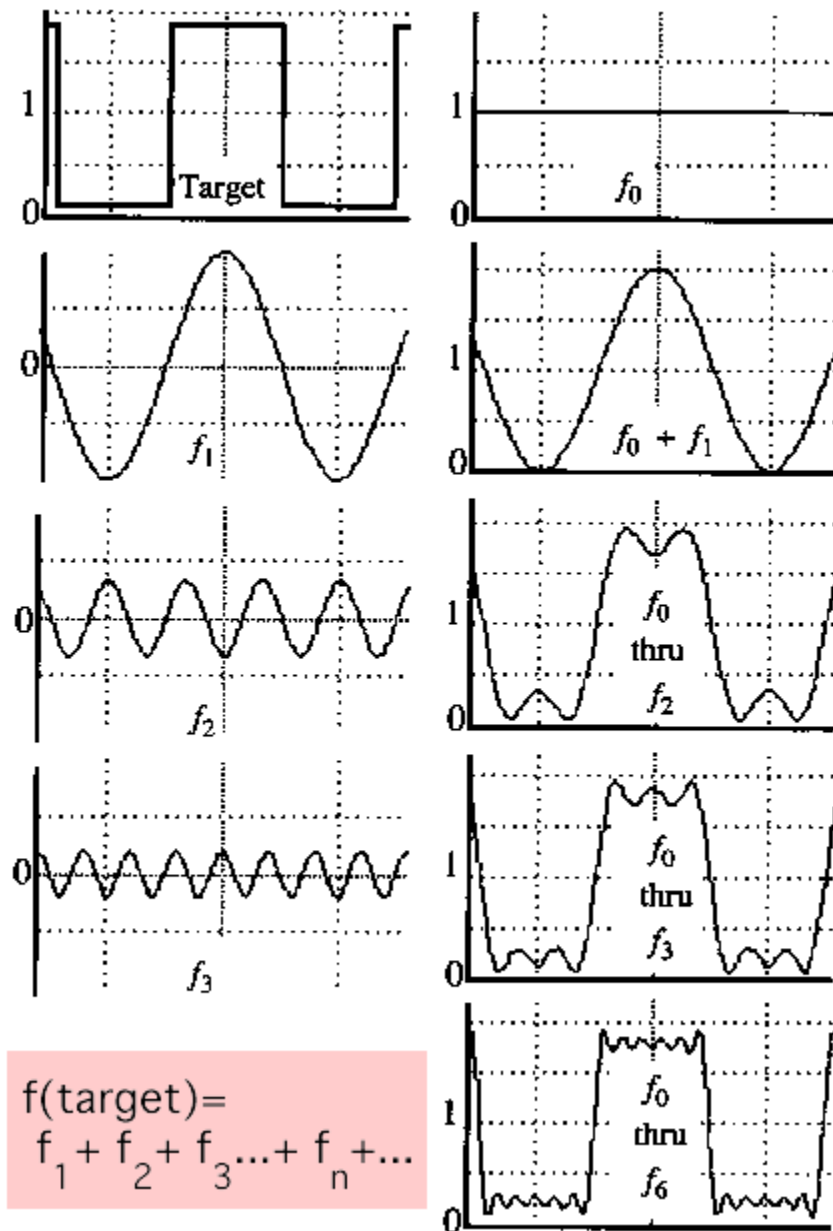 1
Target
0
1
f0
0
0
f1
1
f0 + f1
0
0
f2
1
f0
thru
f2
0
0
f3
1
f0
thru
f3
0
f(target)=
f1+ f2+ f3...+ fn+...
1
f0
thru
f6
0